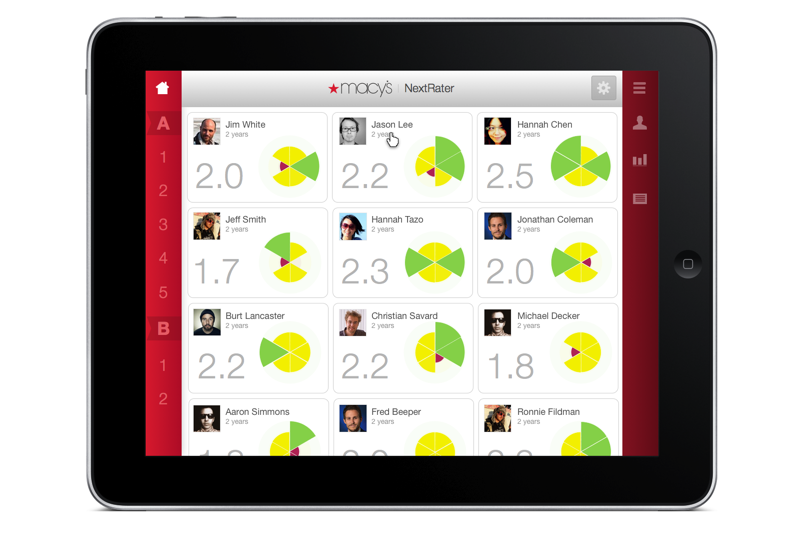 macy's NextRater
A
1
2
3
4
5
B
1
2
Jim White
2 years
2.0
Jason Lee
2 years
2.2
Hannah Chen
2 years
2.5
Jeff Smith
2 years
1.7
Hannah Tazo
2 years
2.3
Jonathan Coleman
2 years
2.0
Burt Lancaster
2 years
2.2
Christian Savard
2 years
2.2
Michael Decker
2 years
1.8
Aaron Simmons
2 years
Fred Beeper
2 years
Ronnie Fildman
2 years